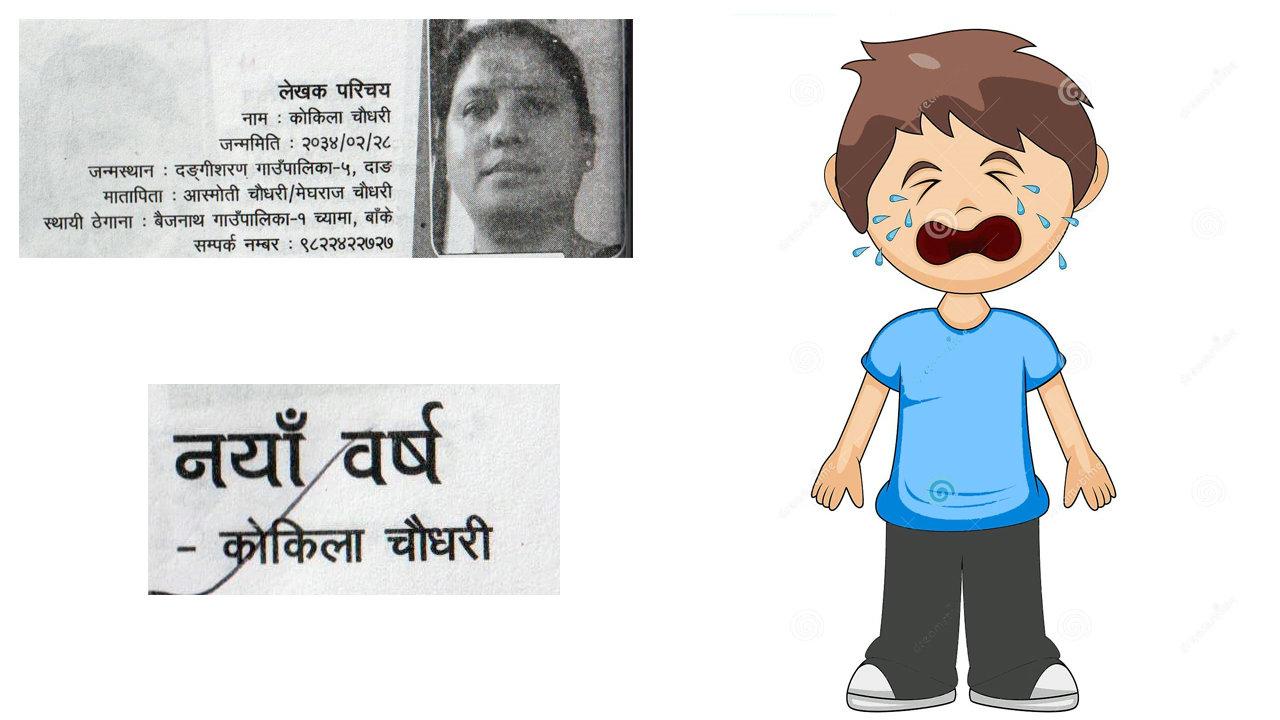 लेखक परिचय
नाम : कोकिला चौधरी
जन्ममिति : २०३४/०२/२८
जन्मस्थान : दङ्गीशरण गाउँपालिका-५, दाङ
मातापिता : आस्मोती चौधरी/मेघराज चौधरी
स्थायी ठेगाना : बैजनाथ गाउँपालिका-१ च्यामा, बाँके
सम्पर्क नम्बर : ९८२२४२२७२७
नयाँ वर्ष
- कोकिला चौधरी